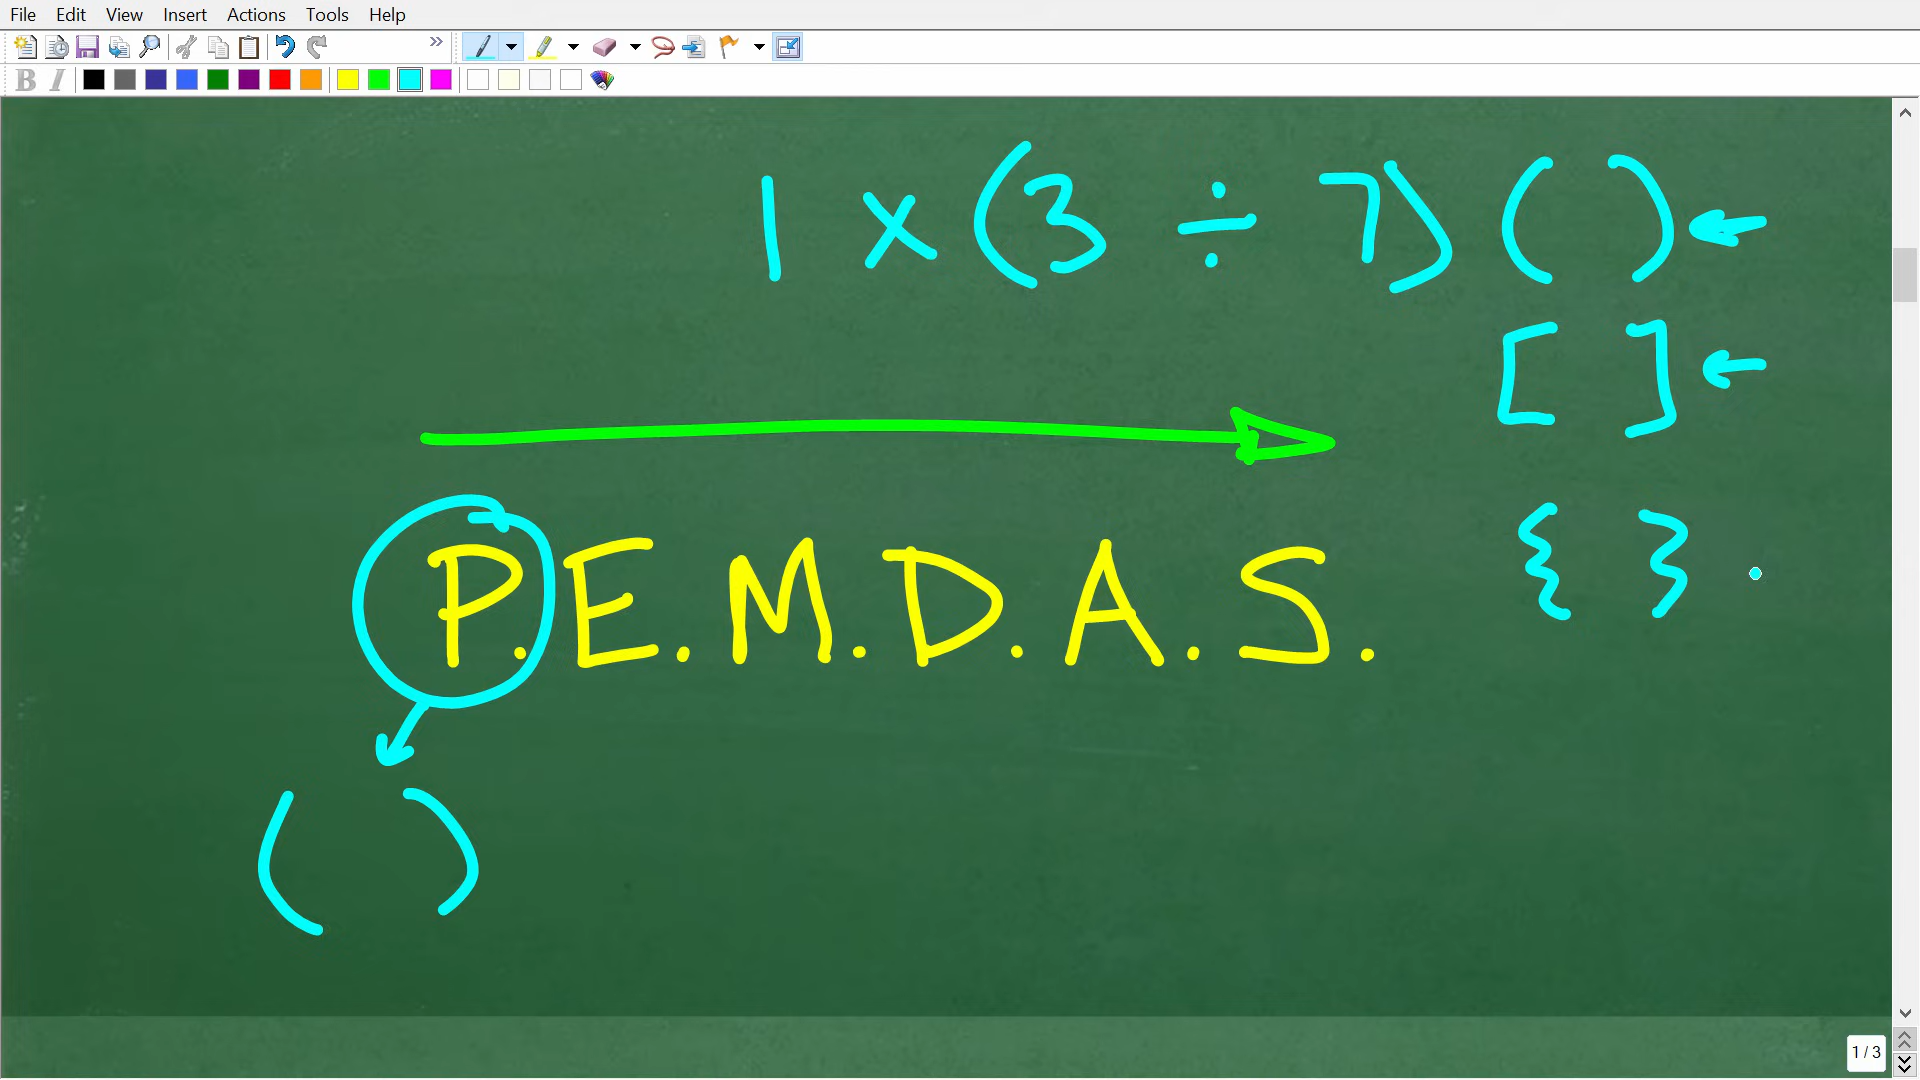 File Edit View Insert Actions Tools Help
B I
1 × (3 ÷ 7) ( )
[ ]
{ }
P.E.M.D.A.S.
( )
1 / 3